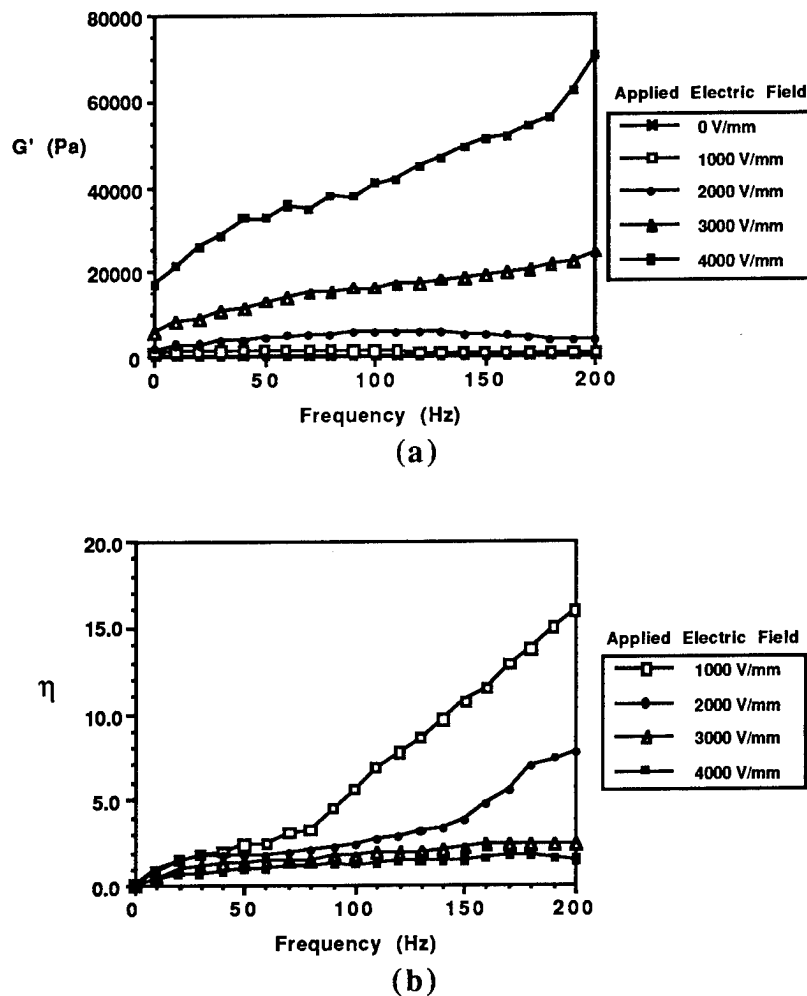 80000
60000
G' (Pa)
40000
20000
0
0 50 100 150 200
Frequency (Hz)
Applied Electric Field
0 V/mm
1000 V/mm
2000 V/mm
3000 V/mm
4000 V/mm
(a)
20.0
15.0
η
10.0
5.0
0.0
0 50 100 150 200
Frequency (Hz)
Applied Electric Field
1000 V/mm
2000 V/mm
3000 V/mm
4000 V/mm
(b)